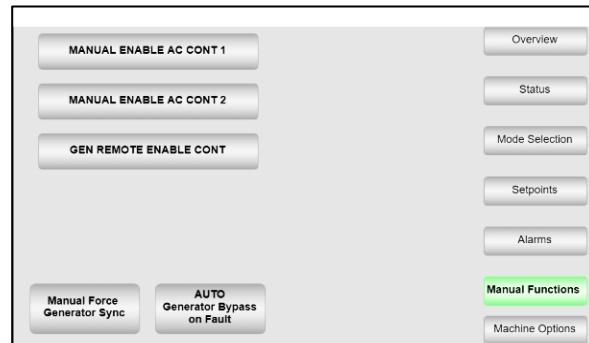 MANUAL ENABLE AC CONT 1
MANUAL ENABLE AC CONT 2
GEN REMOTE ENABLE CONT
Manual Force
Generator Sync
AUTO
Generator Bypass
on Fault
Overview
Status
Mode Selection
Setpoints
Alarms
Manual Functions
Machine Options